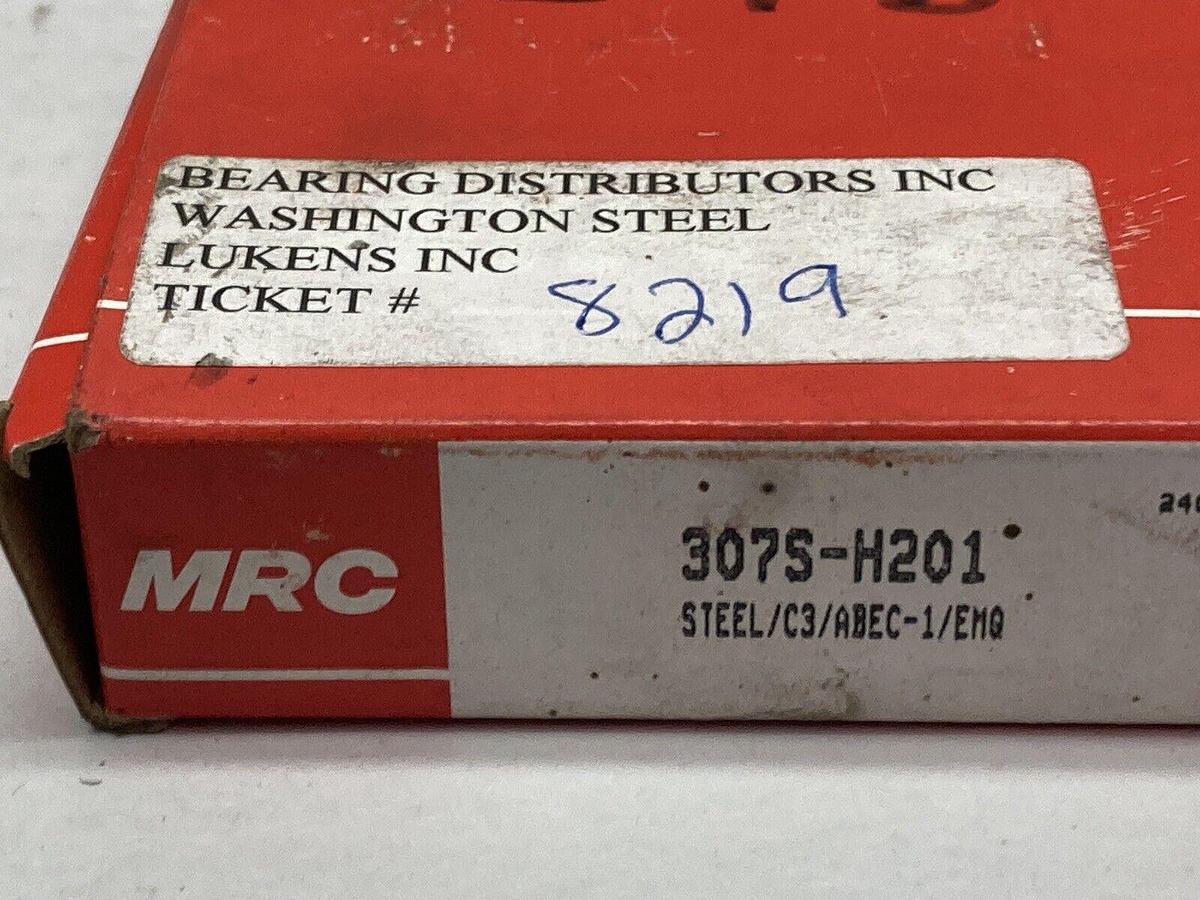 BEARING DISTRIBUTORS INC
WASHINGTON STEEL
LUKENS INC
TICKET # 8219
MRC
307S-H201
STEEL/C3/ABEC-1/EMQ